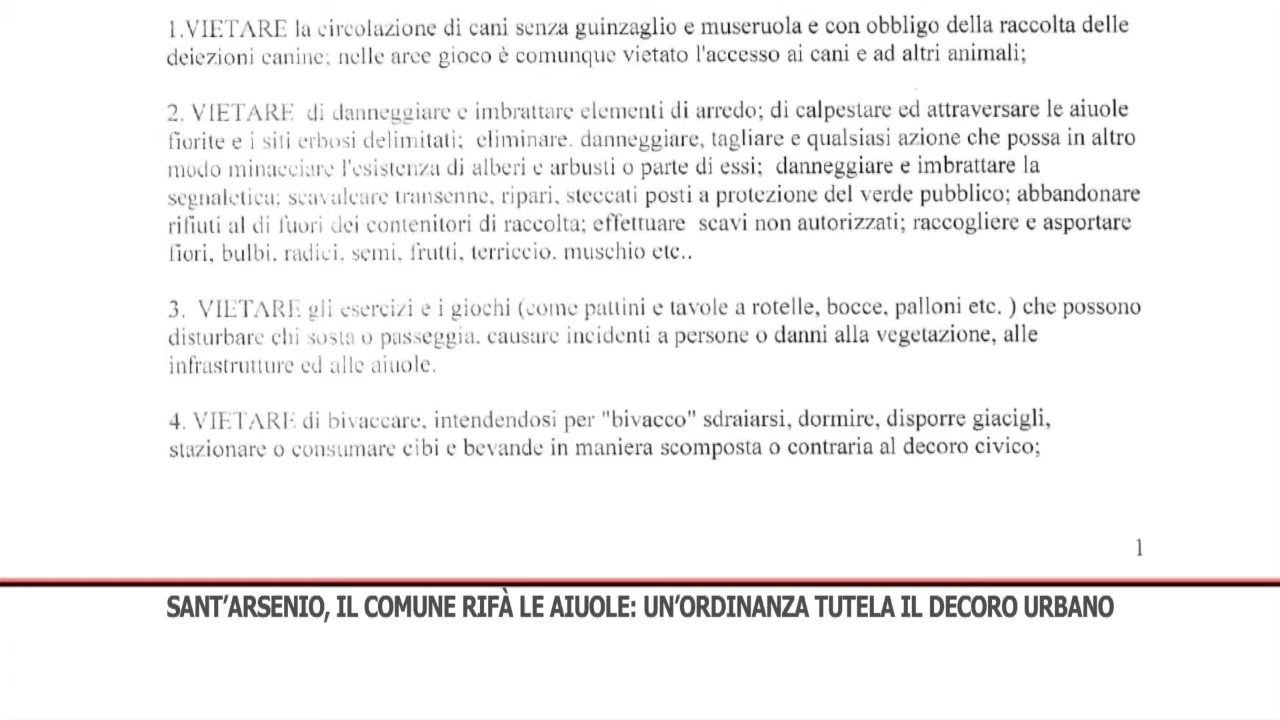 1.VIETARE la circolazione di cani senza guinzaglio e museruola e con obbligo della raccolta delle
deiezioni canine; nelle aree gioco è comunque vietato l'accesso ai cani e ad altri animali;
2. VIETARE di danneggiare e imbrattare elementi di arredo; di calpestare ed attraversare le aiuole
fiorite e i siti erbosi delimitati; eliminare. danneggiare, tagliare e qualsiasi azione che possa in altro
modo minacciare l'esistenza di alberi e arbusti o parte di essi; danneggiare e imbrattare la
segnaletica; scavalcare transenne, ripari, steccati posti a protezione del verde pubblico; abbandonare
rifiuti al di fuori dei contenitori di raccolta; effettuare scavi non autorizzati; raccogliere e asportare
fiori, bulbi, radici, semi, frutti, terriccio. muschio etc..
3. VIETARE gli esercizi e i giochi (come pattini e tavole a rotelle, bocce, palloni etc. ) che possono
disturbare chi sosta o passeggia. causare incidenti a persone o danni alla vegetazione, alle
infrastrutture ed alle aiuole.
4. VIETARE di bivaccare, intendendosi per "bivacco" sdraiarsi, dormire, disporre giacigli,
stazionare o consumare cibi e bevande in maniera scomposta o contraria al decoro civico;
1
SANT'ARSENIO, IL COMUNE RIFÀ LE AIUOLE: UN'ORDINANZA TUTELA IL DECORO URBANO